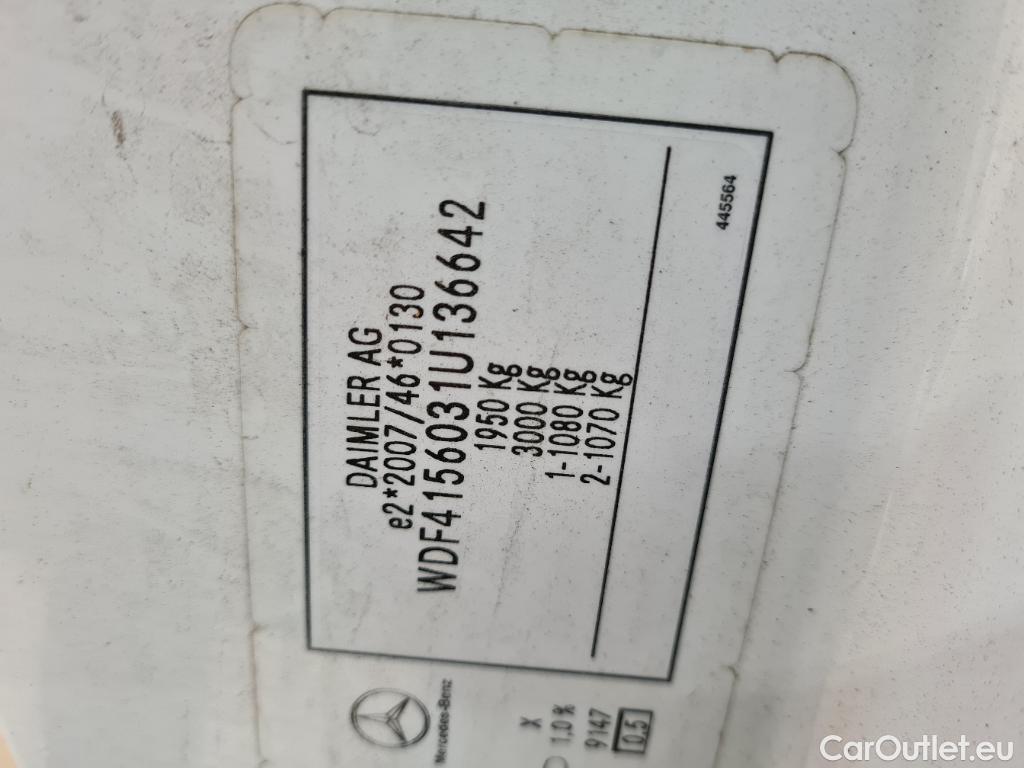 DAIMLER AG
e2*2007/46*0130
WDF4156031U136642
1950 Kg
3000 Kg
1-1080 Kg
2-1070 Kg
445564
Mercedes-Benz
X
1.0%
9147
0.5
CarOutlet.eu